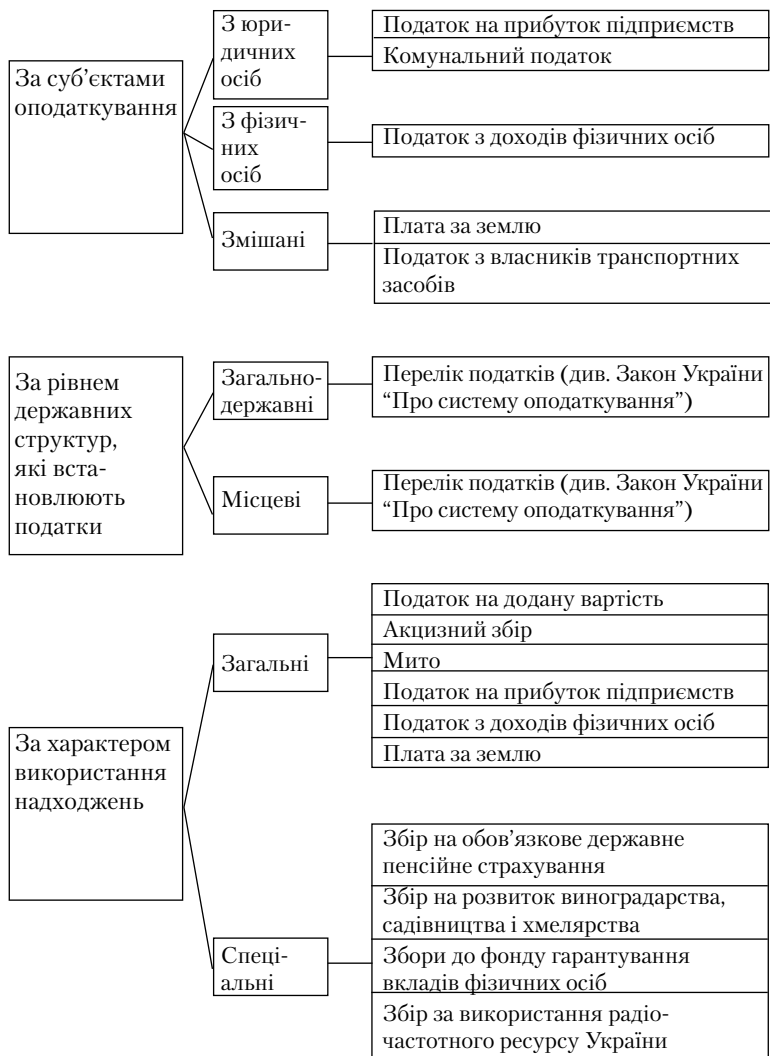 За суб’єктами
оподаткування
З юри-
дичних
осіб
Податок на прибуток підприємств
Комунальний податок
З фізич-
них
осіб
Податок з доходів фізичних осіб
Змішані
Плата за землю
Податок з власників транспортних
засобів
За рівнем
державних
структур,
які вста-
новлюють
податки
Загально-
державні
Перелік податків (див. Закон України
“Про систему оподаткування”)
Місцеві
Перелік податків (див. Закон України
“Про систему оподаткування”)
За характером
використання
надходжень
Загальні
Податок на додану вартість
Акцизний збір
Мито
Податок на прибуток підприємств
Податок з доходів фізичних осіб
Плата за землю
Спеці-
альні
Збір на обов’язкове державне
пенсійне страхування
Збір на розвиток виноградарства,
садівництва і хмелярства
Збори до фонду гарантування
вкладів фізичних осіб
Збір за використання радіо-
частотного ресурсу України